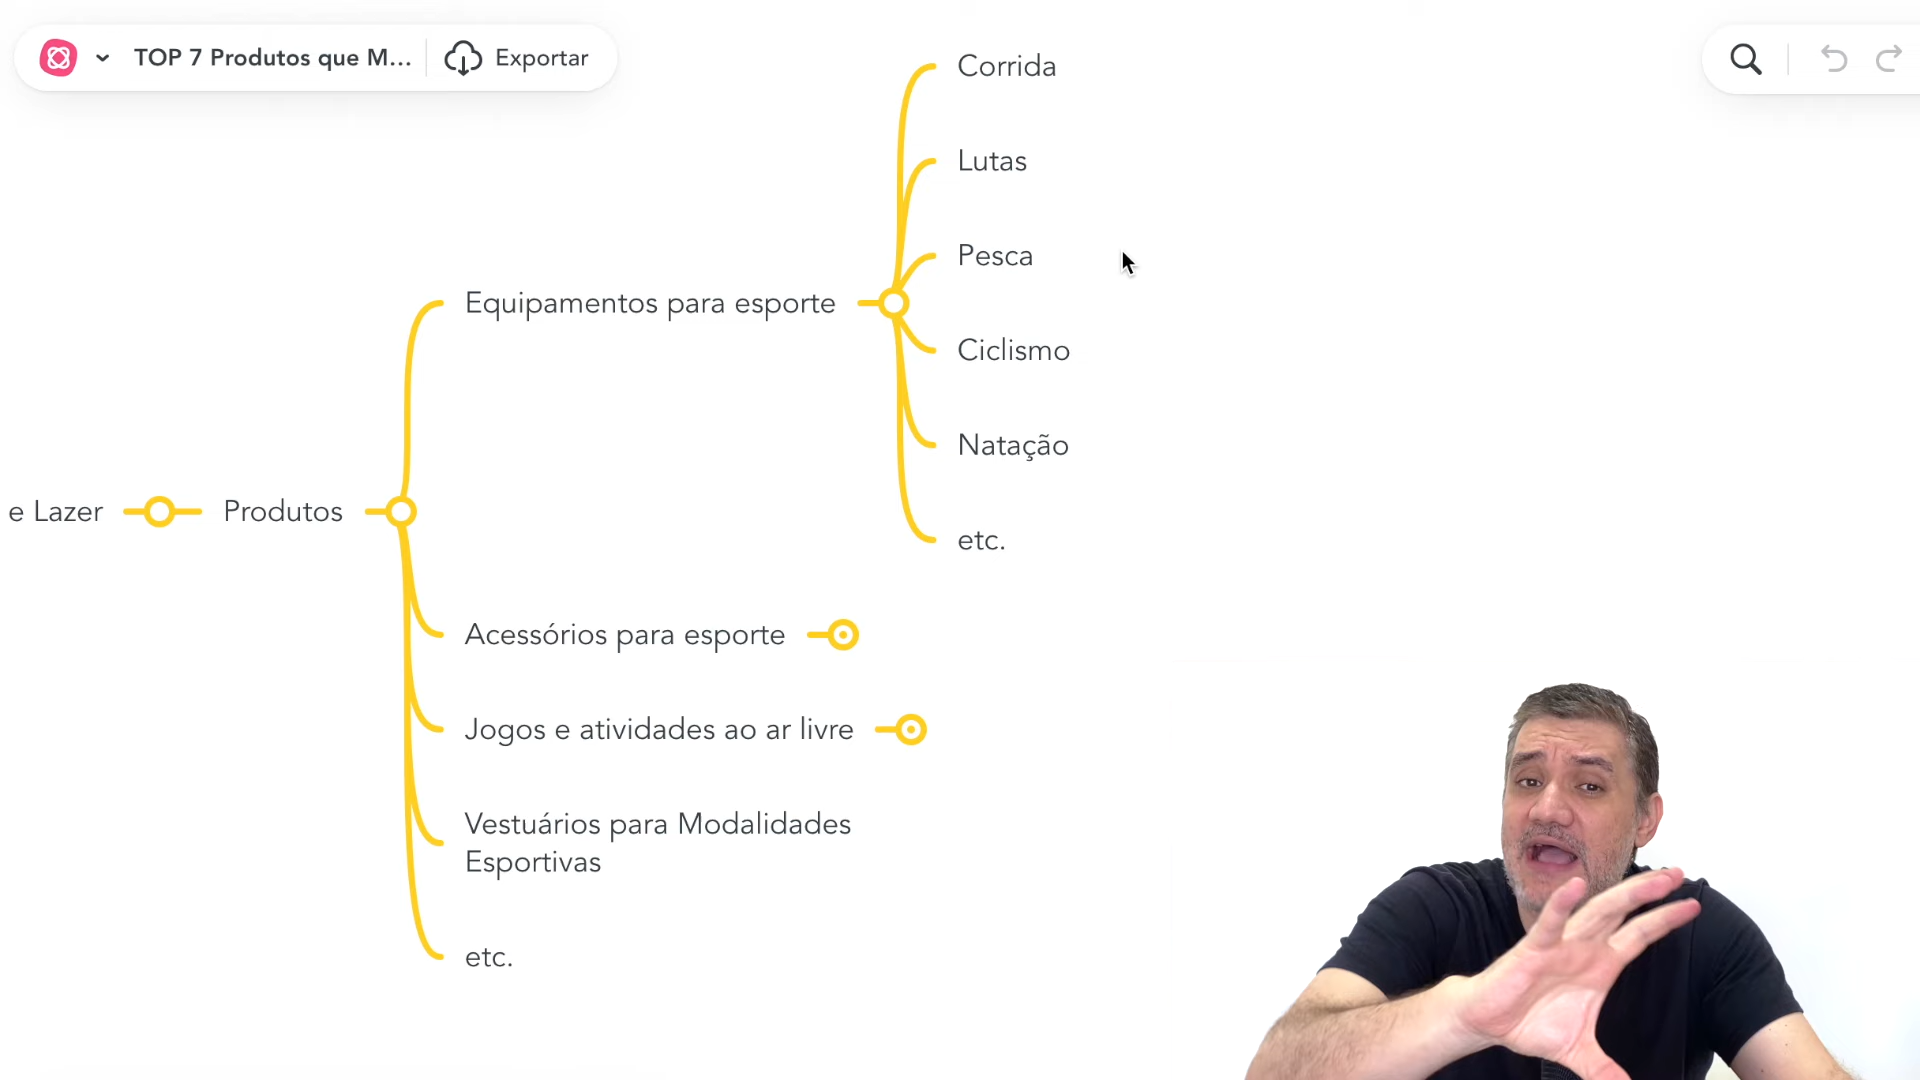 TOP 7 Produtos que M...
Exportar
Corrida
Lutas
Pesca
Equipamentos para esporte
Ciclismo
Natação
e Lazer
Produtos
etc.
Acessórios para esporte
Jogos e atividades ao ar livre
Vestuários para Modalidades
Esportivas
etc.